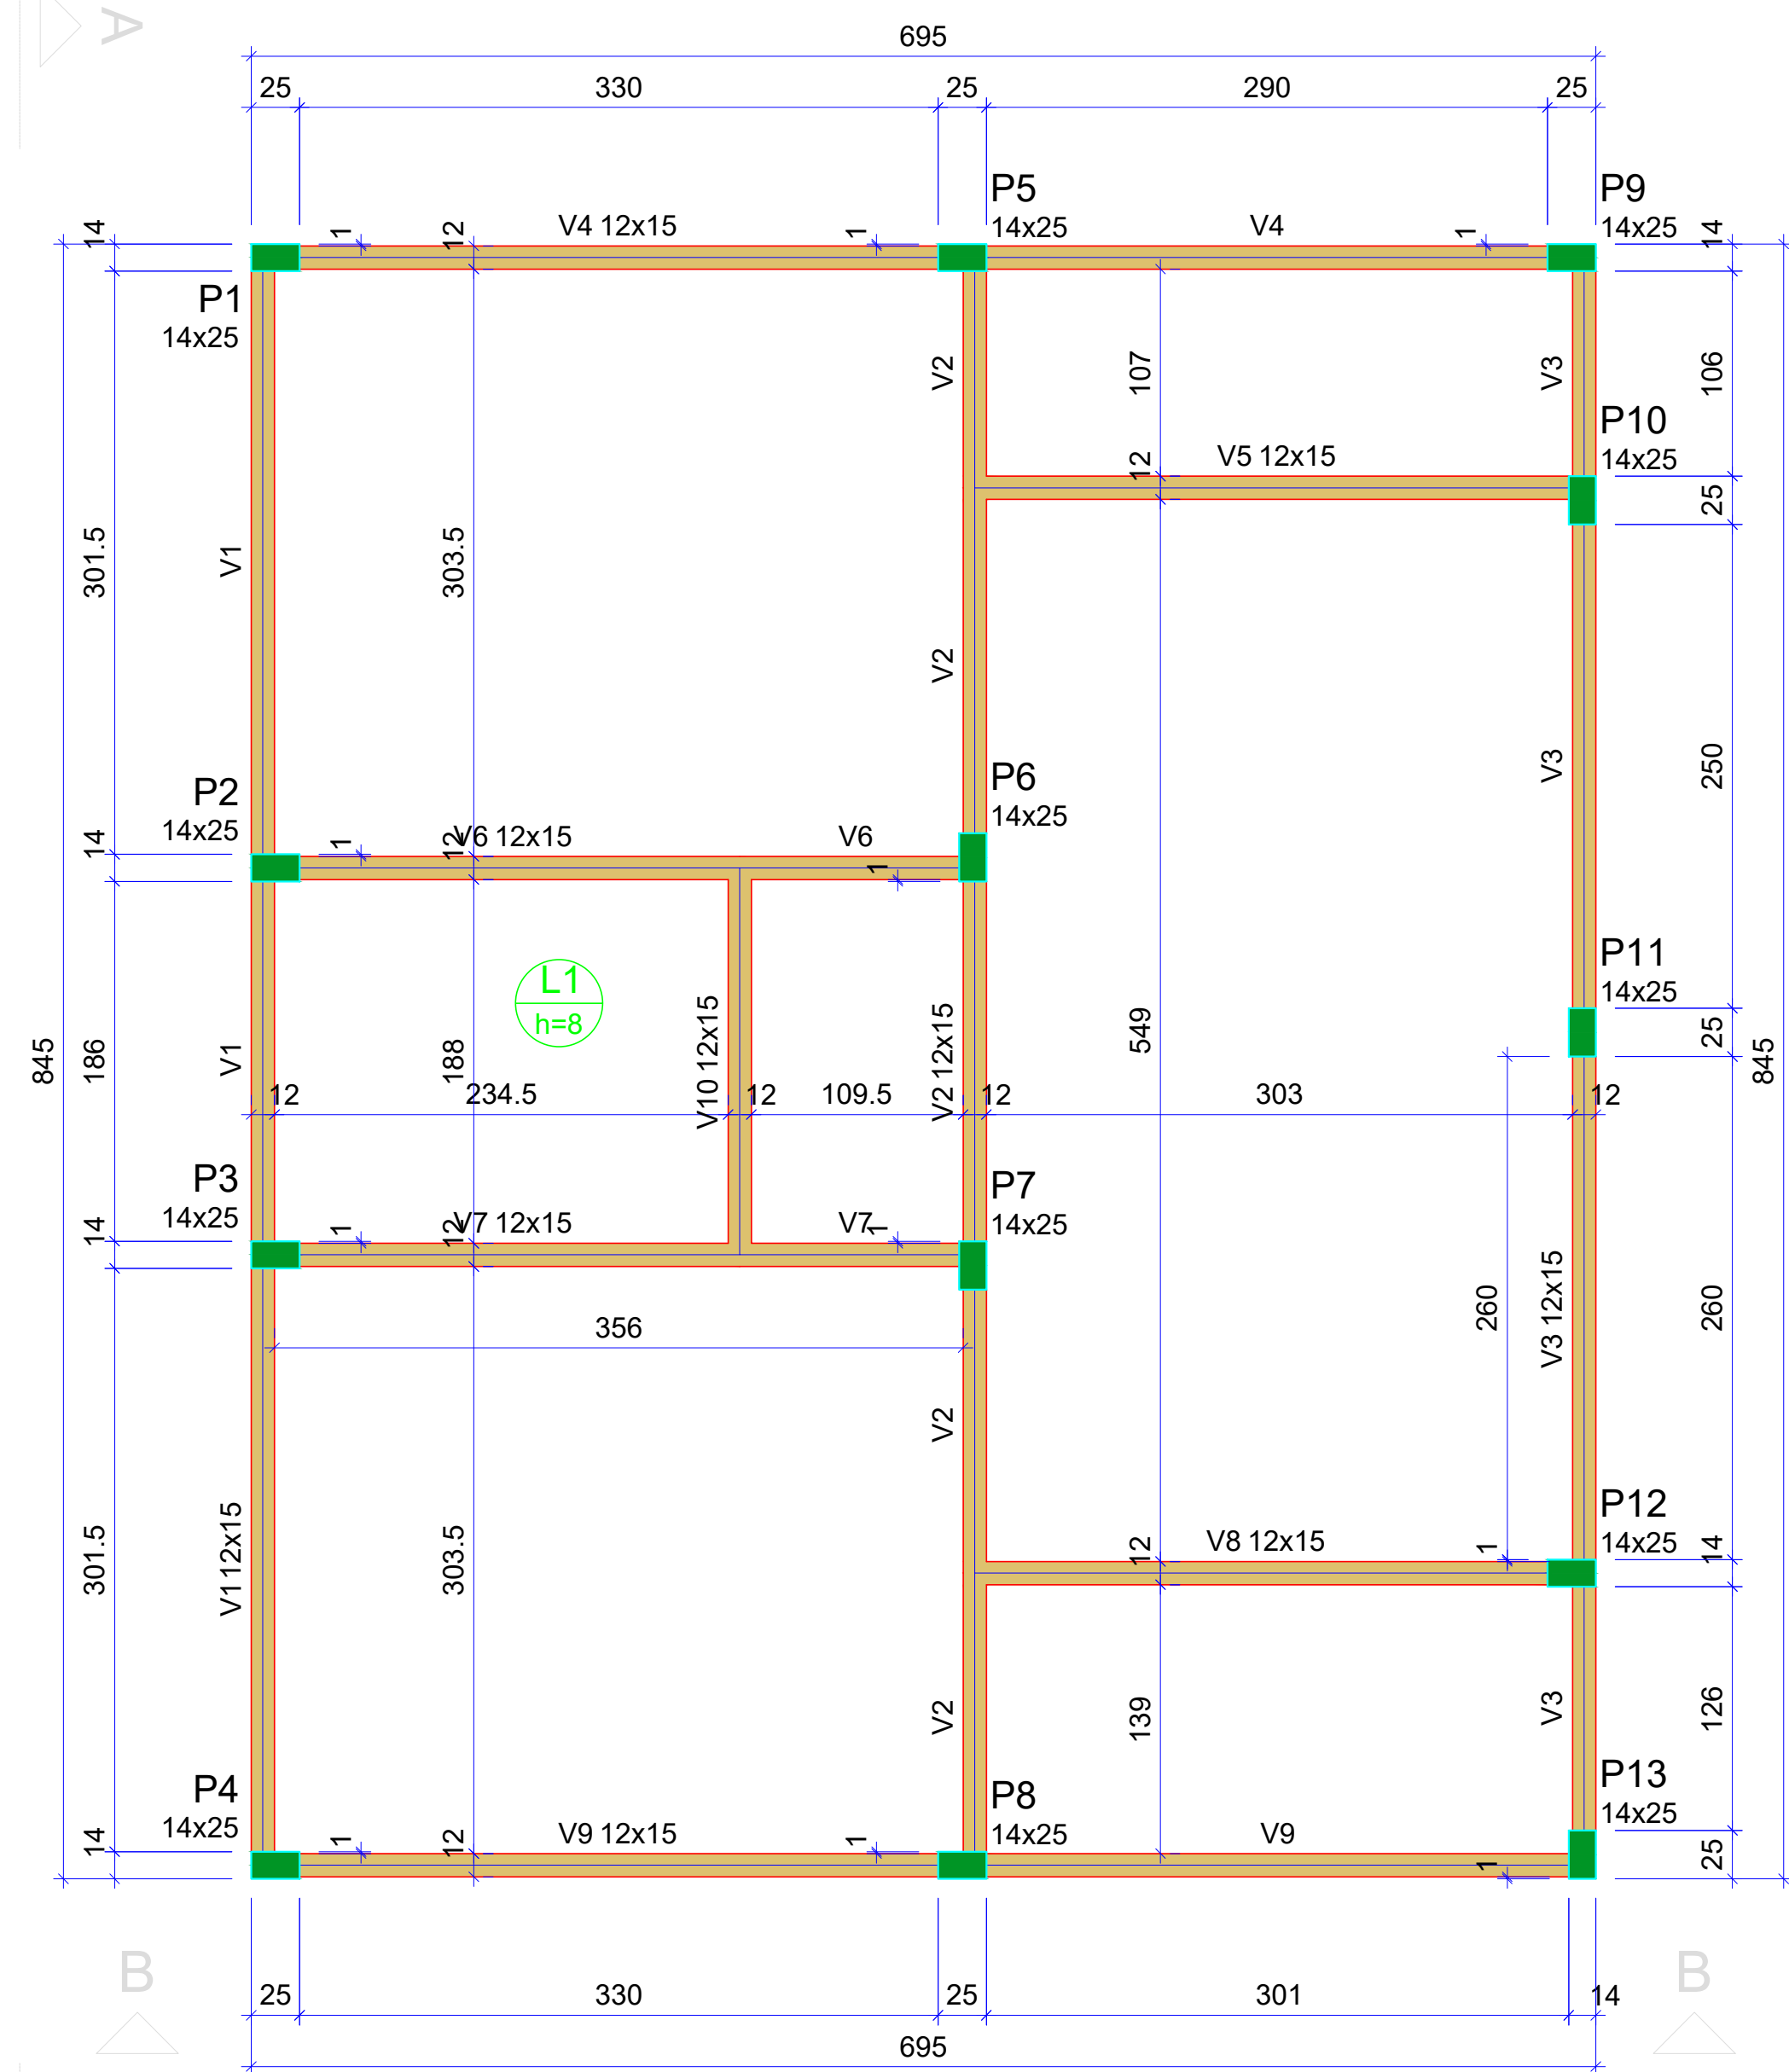 A
695
25 330 25 290 25
P5
14x25
P9
14x25
V4 12x15
V4
14
1
12
1
1
14
P1
14x25
V2
107
V3
106
P10
14x25
V5 12x15
12
25
301.5
V1
303.5
V2
V3
250
P2
14x25
P6
14x25
14
1
12
V6 12x15
V6
1
P11
14x25
L1
h=8
845
186
V1
188
V10 12x15
V2 12x15
549
25
845
12 234.5 12 109.5 12 303 12
P3
14x25
P7
14x25
14
1
12
V7 12x15
V7
1
260
V3 12x15
260
356
V2
P12
14x25
V8 12x15
12
1
14
301.5
V1 12x15
303.5
V2
139
V3
126
P4
14x25
P8
14x25
P13
14x25
14
1
12
V9 12x15
1
V9
1
25
B
B
25 330 25 301 14
695